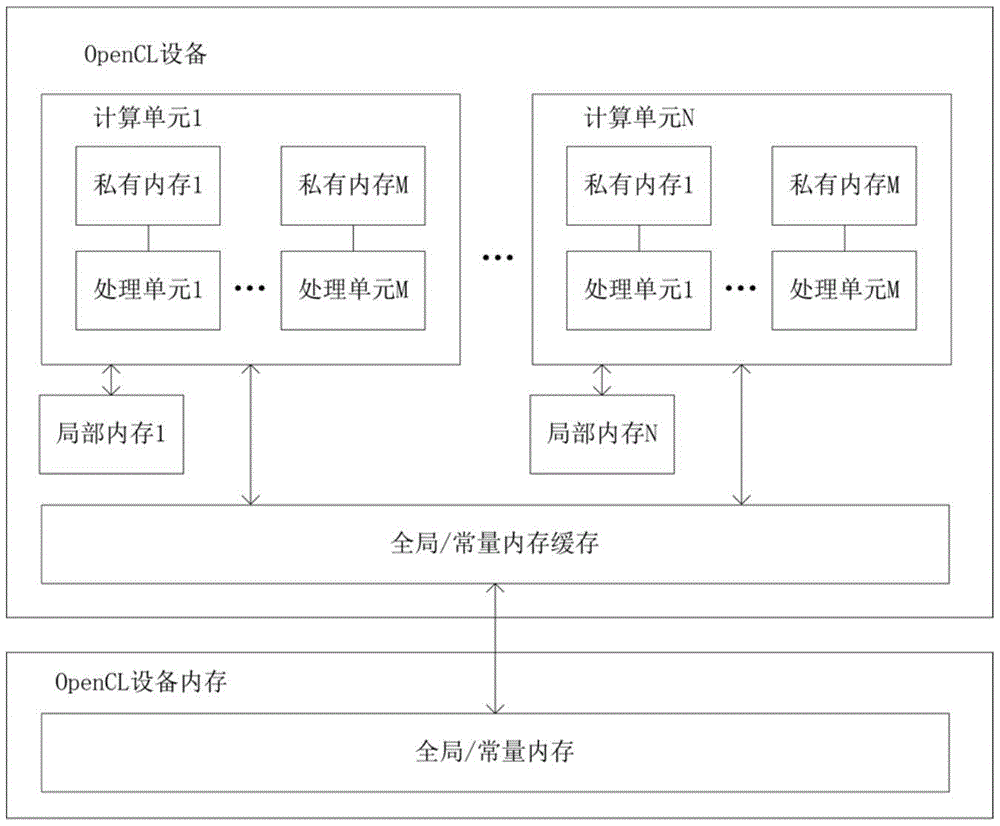 OpenCL设备
计算单元1
计算单元N
私有内存1
私有内存M
私有内存1
私有内存M
•••
处理单元1
•••
处理单元M
处理单元1
•••
处理单元M
局部内存1
局部内存N
全局/常量内存缓存
OpenCL设备内存
全局/常量内存